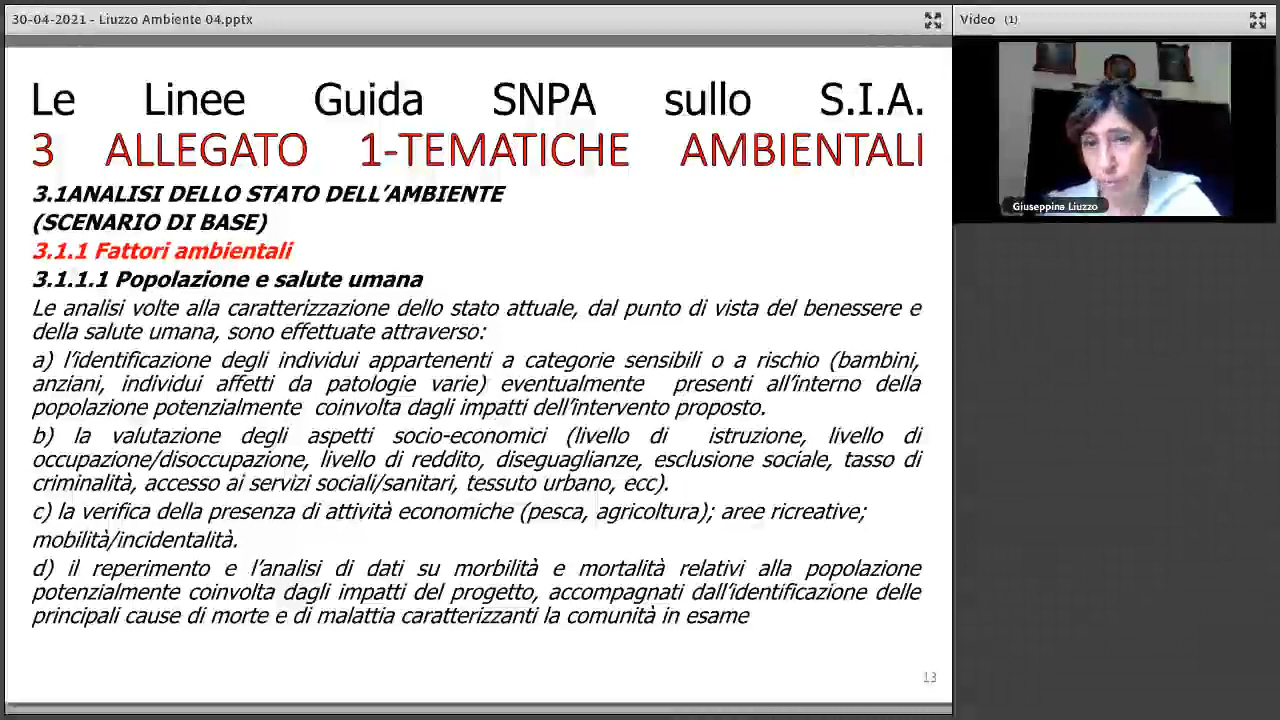 30-04-2021 - Liuzzo Ambiente 04.pptx
Video (1)
Giuseppina Liuzzo
Le Linee Guida SNPA sullo S.I.A.
3 ALLEGATO 1-TEMATICHE AMBIENTALI
3.1ANALISI DELLO STATO DELL’AMBIENTE
(SCENARIO DI BASE)
3.1.1 Fattori ambientali
3.1.1.1 Popolazione e salute umana
Le analisi volte alla caratterizzazione dello stato attuale, dal punto di vista del benessere e
della salute umana, sono effettuate attraverso:
a) l’identificazione degli individui appartenenti a categorie sensibili o a rischio (bambini,
anziani, individui affetti da patologie varie) eventualmente presenti all’interno della
popolazione potenzialmente coinvolta dagli impatti dell’intervento proposto.
b) la valutazione degli aspetti socio-economici (livello di istruzione, livello di
occupazione/disoccupazione, livello di reddito, diseguaglianze, esclusione sociale, tasso di
criminalità, accesso ai servizi sociali/sanitari, tessuto urbano, ecc).
c) la verifica della presenza di attività economiche (pesca, agricoltura); aree ricreative;
mobilità/incidentalità.
d) il reperimento e l’analisi di dati su morbilità e mortalità relativi alla popolazione
potenzialmente coinvolta dagli impatti del progetto, accompagnati dall’identificazione delle
principali cause di morte e di malattia caratterizzanti la comunità in esame
13